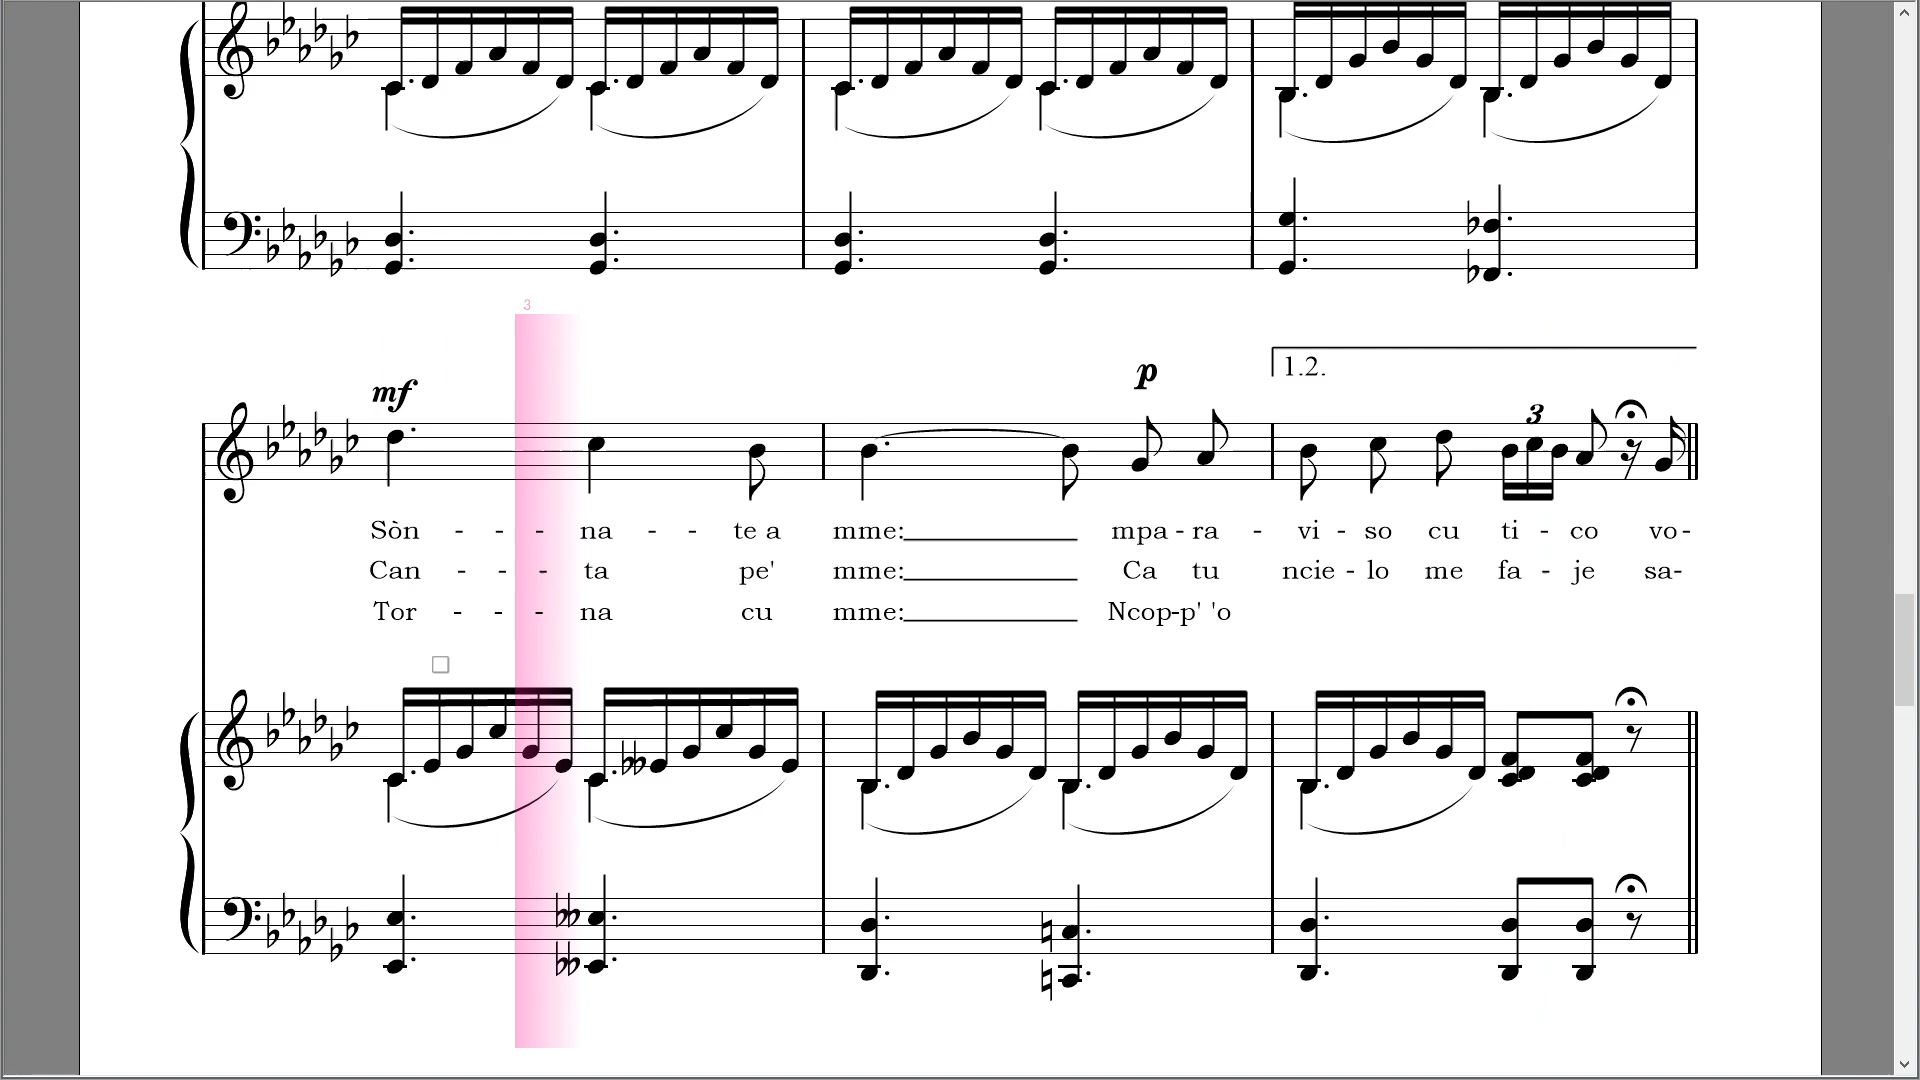 3
mf
p
1.2.
3
Sòn - - - na - - te a mme: mpa - ra - vi - so cu ti - co vo -
Can - - - ta pe' mme: Ca tu ncie - lo me fa - je sa-
Tor - - - na cu mme: Ncop-p' 'o